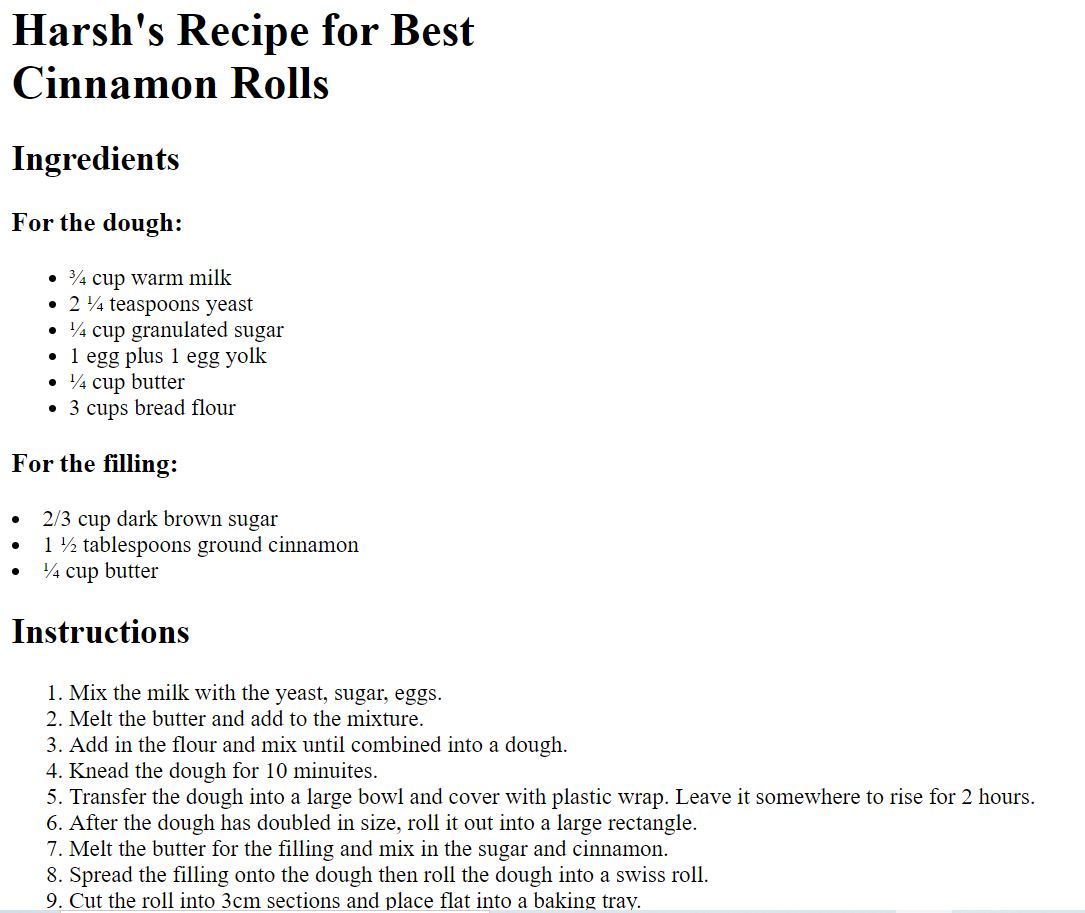 Harsh's Recipe for Best
Cinnamon Rolls
Ingredients
For the dough:
• ¾ cup warm milk
• 2 ¼ teaspoons yeast
• ¼ cup granulated sugar
• 1 egg plus 1 egg yolk
• ¼ cup butter
• 3 cups bread flour
For the filling:
• 2/3 cup dark brown sugar
• 1 ½ tablespoons ground cinnamon
• ¼ cup butter
Instructions
1. Mix the milk with the yeast, sugar, eggs.
2. Melt the butter and add to the mixture.
3. Add in the flour and mix until combined into a dough.
4. Knead the dough for 10 minuites.
5. Transfer the dough into a large bowl and cover with plastic wrap. Leave it somewhere to rise for 2 hours.
6. After the dough has doubled in size, roll it out into a large rectangle.
7. Melt the butter for the filling and mix in the sugar and cinnamon.
8. Spread the filling onto the dough then roll the dough into a swiss roll.
9. Cut the roll into 3cm sections and place flat into a baking tray.